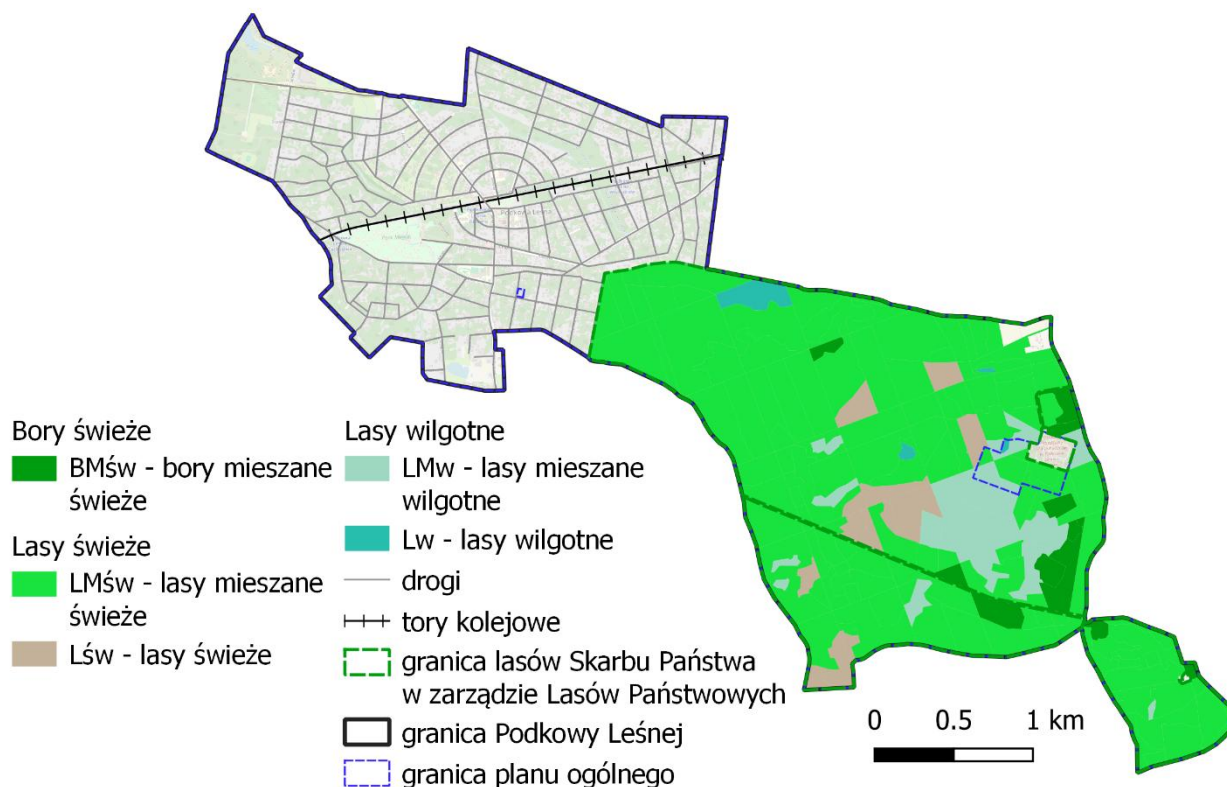 Bory świeże
BMśw - bory mieszane
świeże
Lasy świeże
LMśw - lasy mieszane
świeże
Lśw - lasy świeże
Lasy wilgotne
LMw - lasy mieszane
wilgotne
Lw - lasy wilgotne
drogi
tory kolejowe
granica lasów Skarbu Państwa
w zarządzie Lasów Państwowych
granica Podkowy Leśnej
granica planu ogólnego
0 0.5 1 km
Podkowa Leśna